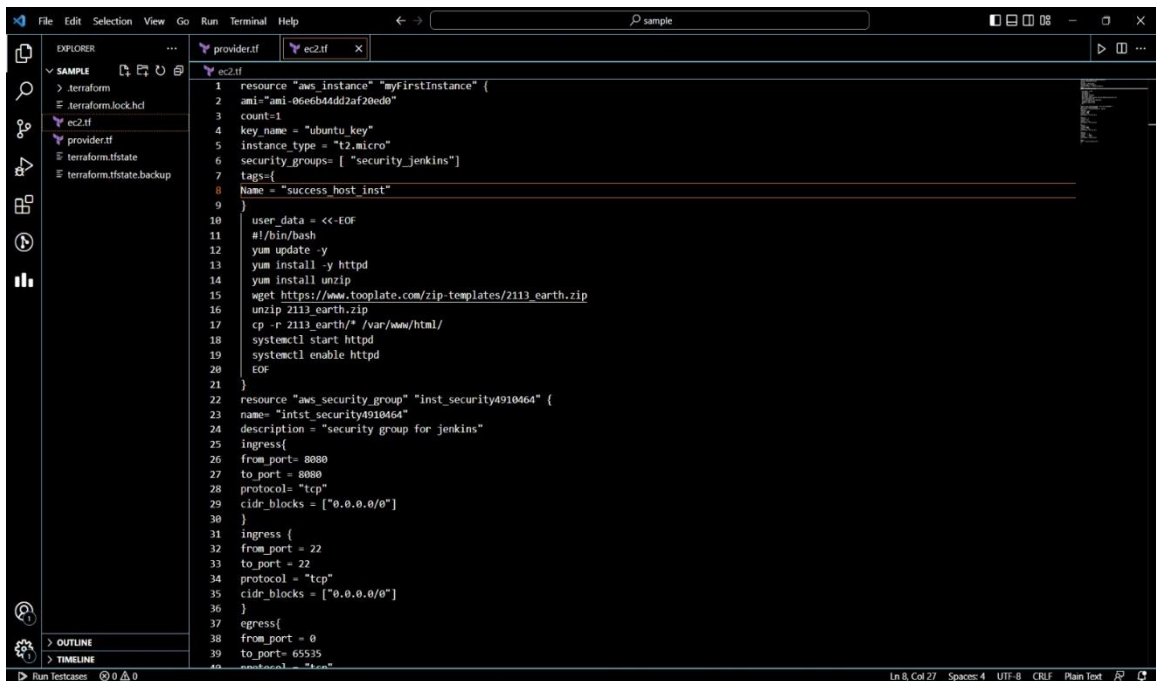 File Edit Selection View Go Run Terminal Help
sample
EXPLORER
provider.tf
ec2.tf
SAMPLE
.terraform
.terraform.lock.hcl
ec2.tf
provider.tf
terraform.tfstate
terraform.tfstate.backup
ec2.tf
1 resource "aws_instance" "myFirstInstance" {
2 ami="ami-06e6b44dd2af20ed0"
3 count=1
4 key_name = "ubuntu_key"
5 instance_type = "t2.micro"
6 security_groups= [ "security_jenkins"]
7 tags={
8 Name = "success_host_inst"
9 }
10 user_data = <<-EOF
11 #!/bin/bash
12 yum update -y
13 yum install -y httpd
14 yum install unzip
15 wget https://www.tooplate.com/zip-templates/2113_earth.zip
16 unzip 2113_earth.zip
17 cp -r 2113_earth/* /var/www/html/
18 systemctl start httpd
19 systemctl enable httpd
20 EOF
21 }
22 resource "aws_security_group" "inst_security4910464" {
23 name= "intst_security4910464"
24 description = "security group for jenkins"
25 ingress{
26 from_port= 8080
27 to_port = 8080
28 protocol= "tcp"
29 cidr_blocks = ["0.0.0.0/0"]
30 }
31 ingress {
32 from_port = 22
33 to_port = 22
34 protocol = "tcp"
35 cidr_blocks = ["0.0.0.0/0"]
36 }
37 egress{
38 from_port = 0
39 to_port= 65535
40 protocol = "tcp"
OUTLINE
TIMELINE
Run Testcases 0 0 Ln 8, Col 27 Spaces: 4 UTF-8 CRLF Plain Text